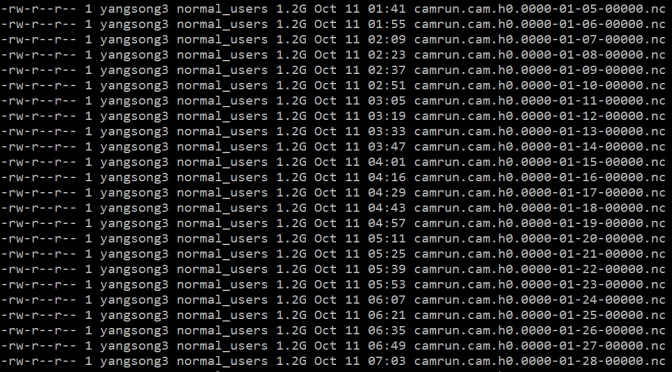 -rw-r--r-- 1 yangsong3 normal_users 1.2G Oct 11 01:41 camrun.cam.h0.0000-01-05-00000.nc
-rw-r--r-- 1 yangsong3 normal_users 1.2G Oct 11 01:55 camrun.cam.h0.0000-01-06-00000.nc
-rw-r--r-- 1 yangsong3 normal_users 1.2G Oct 11 02:09 camrun.cam.h0.0000-01-07-00000.nc
-rw-r--r-- 1 yangsong3 normal_users 1.2G Oct 11 02:23 camrun.cam.h0.0000-01-08-00000.nc
-rw-r--r-- 1 yangsong3 normal_users 1.2G Oct 11 02:37 camrun.cam.h0.0000-01-09-00000.nc
-rw-r--r-- 1 yangsong3 normal_users 1.2G Oct 11 02:51 camrun.cam.h0.0000-01-10-00000.nc
-rw-r--r-- 1 yangsong3 normal_users 1.2G Oct 11 03:05 camrun.cam.h0.0000-01-11-00000.nc
-rw-r--r-- 1 yangsong3 normal_users 1.2G Oct 11 03:19 camrun.cam.h0.0000-01-12-00000.nc
-rw-r--r-- 1 yangsong3 normal_users 1.2G Oct 11 03:33 camrun.cam.h0.0000-01-13-00000.nc
-rw-r--r-- 1 yangsong3 normal_users 1.2G Oct 11 03:47 camrun.cam.h0.0000-01-14-00000.nc
-rw-r--r-- 1 yangsong3 normal_users 1.2G Oct 11 04:01 camrun.cam.h0.0000-01-15-00000.nc
-rw-r--r-- 1 yangsong3 normal_users 1.2G Oct 11 04:16 camrun.cam.h0.0000-01-16-00000.nc
-rw-r--r-- 1 yangsong3 normal_users 1.2G Oct 11 04:29 camrun.cam.h0.0000-01-17-00000.nc
-rw-r--r-- 1 yangsong3 normal_users 1.2G Oct 11 04:43 camrun.cam.h0.0000-01-18-00000.nc
-rw-r--r-- 1 yangsong3 normal_users 1.2G Oct 11 04:57 camrun.cam.h0.0000-01-19-00000.nc
-rw-r--r-- 1 yangsong3 normal_users 1.2G Oct 11 05:11 camrun.cam.h0.0000-01-20-00000.nc
-rw-r--r-- 1 yangsong3 normal_users 1.2G Oct 11 05:25 camrun.cam.h0.0000-01-21-00000.nc
-rw-r--r-- 1 yangsong3 normal_users 1.2G Oct 11 05:39 camrun.cam.h0.0000-01-22-00000.nc
-rw-r--r-- 1 yangsong3 normal_users 1.2G Oct 11 05:53 camrun.cam.h0.0000-01-23-00000.nc
-rw-r--r-- 1 yangsong3 normal_users 1.2G Oct 11 06:07 camrun.cam.h0.0000-01-24-00000.nc
-rw-r--r-- 1 yangsong3 normal_users 1.2G Oct 11 06:21 camrun.cam.h0.0000-01-25-00000.nc
-rw-r--r-- 1 yangsong3 normal_users 1.2G Oct 11 06:35 camrun.cam.h0.0000-01-26-00000.nc
-rw-r--r-- 1 yangsong3 normal_users 1.2G Oct 11 06:49 camrun.cam.h0.0000-01-27-00000.nc
-rw-r--r-- 1 yangsong3 normal_users 1.2G Oct 11 07:03 camrun.cam.h0.0000-01-28-00000.nc